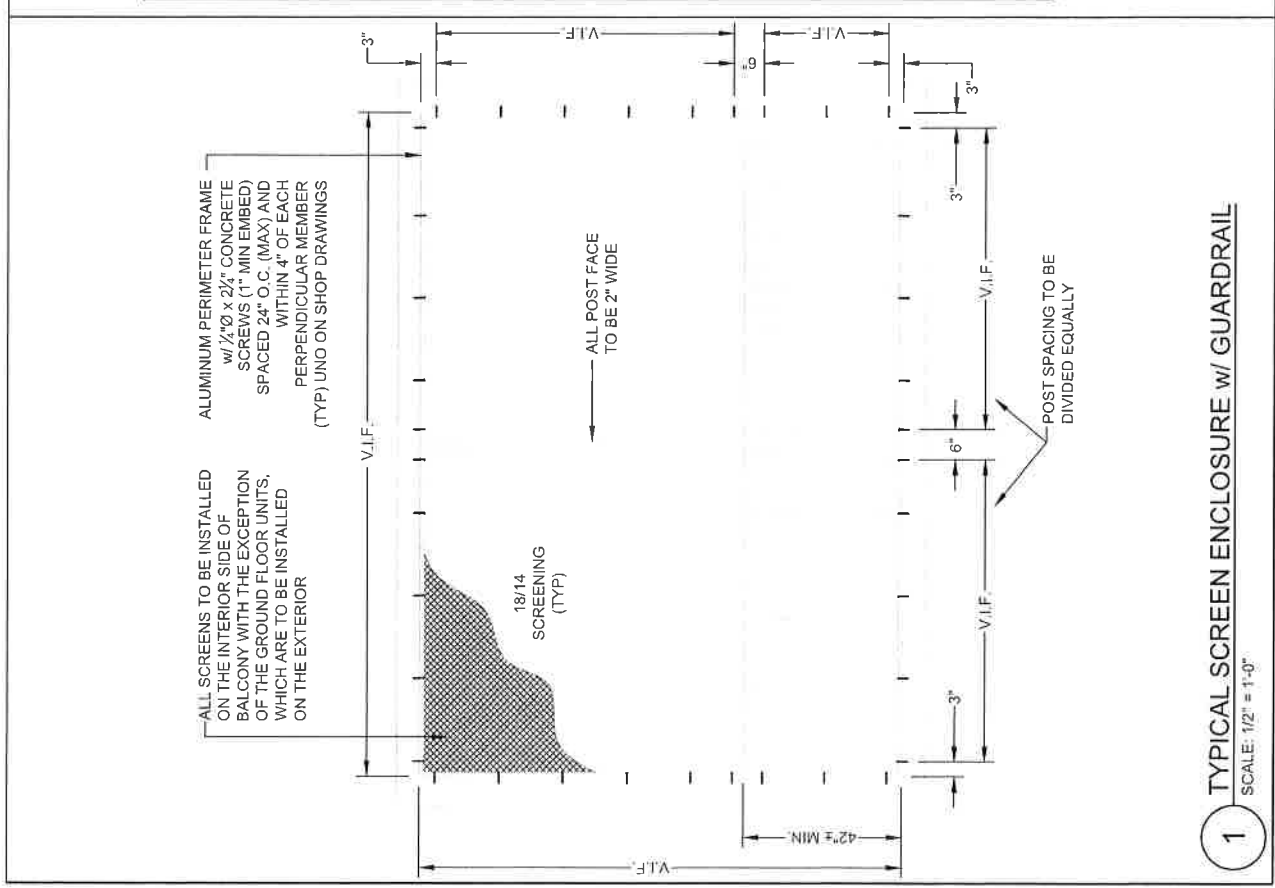 ALL SCREENS TO BE INSTALLED
ON THE INTERIOR SIDE OF
BALCONY WITH THE EXCEPTION
OF THE GROUND FLOOR UNITS,
WHICH ARE TO BE INSTALLED
ON THE EXTERIOR
ALUMINUM PERIMETER FRAME
w/ ¼"Ø x 2¼" CONCRETE
SCREWS (1" MIN EMBED)
SPACED 24" O.C. (MAX) AND
WITHIN 4" OF EACH
PERPENDICULAR MEMBER
(TYP) UNO ON SHOP DRAWINGS
V.I.F.
3"
V.I.F.
6"
V.I.F.
3"
18/14
SCREENING
(TYP)
ALL POST FACE
TO BE 2" WIDE
V.I.F.
42"± MIN.
3"
V.I.F.
6"
V.I.F.
3"
POST SPACING TO BE
DIVIDED EQUALLY
1
TYPICAL SCREEN ENCLOSURE w/ GUARDRAIL
SCALE: 1/2" = 1'-0"